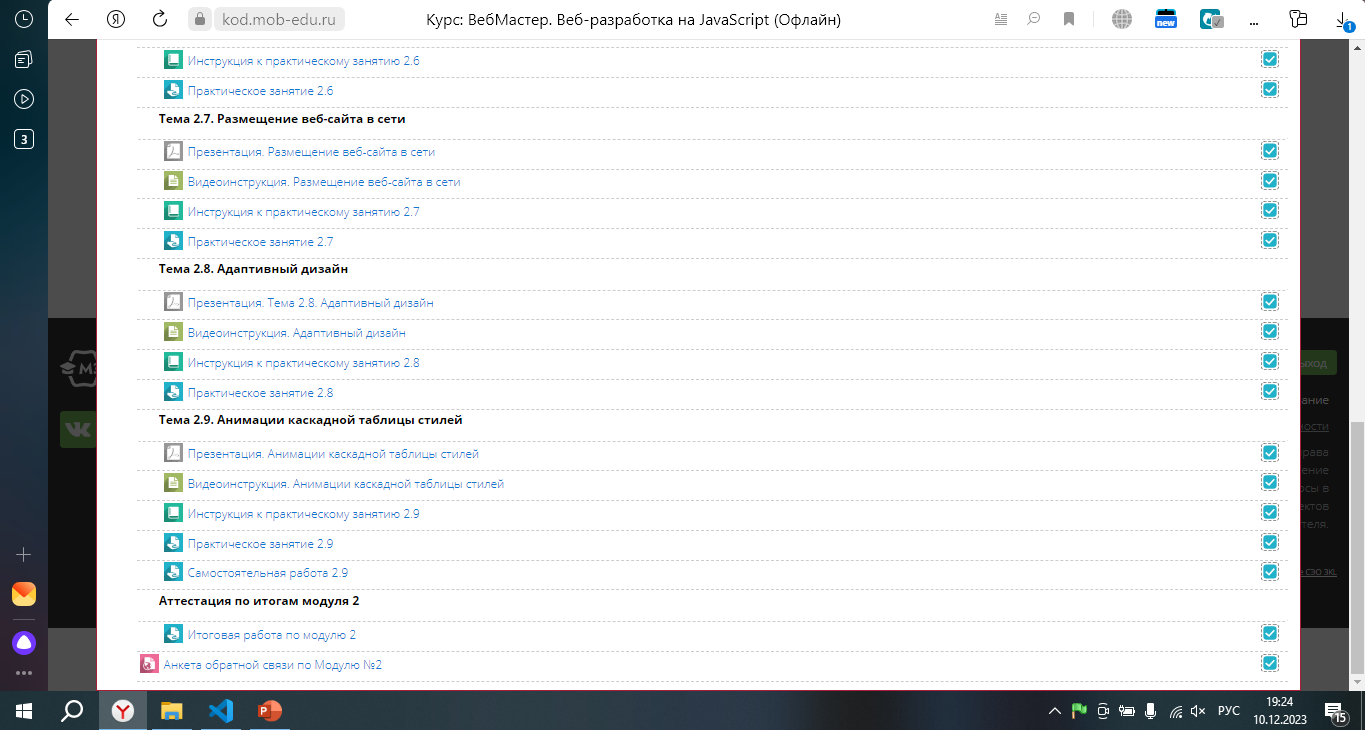 kod.mob-edu.ru
Курс: ВебМастер. Веб-разработка на JavaScript (Офлайн)
new
...
1
3
Инструкция к практическому занятию 2.6
Практическое занятие 2.6
Тема 2.7. Размещение веб-сайта в сети
Презентация. Размещение веб-сайта в сети
Видеоинструкция. Размещение веб-сайта в сети
Инструкция к практическому занятию 2.7
Практическое занятие 2.7
Тема 2.8. Адаптивный дизайн
Презентация. Тема 2.8. Адаптивный дизайн
Видеоинструкция. Адаптивный дизайн
Инструкция к практическому занятию 2.8
Практическое занятие 2.8
Тема 2.9. Анимации каскадной таблицы стилей
Презентация. Анимации каскадной таблицы стилей
Видеоинструкция. Анимации каскадной таблицы стилей
Инструкция к практическому занятию 2.9
Практическое занятие 2.9
Самостоятельная работа 2.9
Аттестация по итогам модуля 2
Итоговая работа по модулю 2
Анкета обратной связи по Модулю №2
РУС
19:24
10.12.2023
15